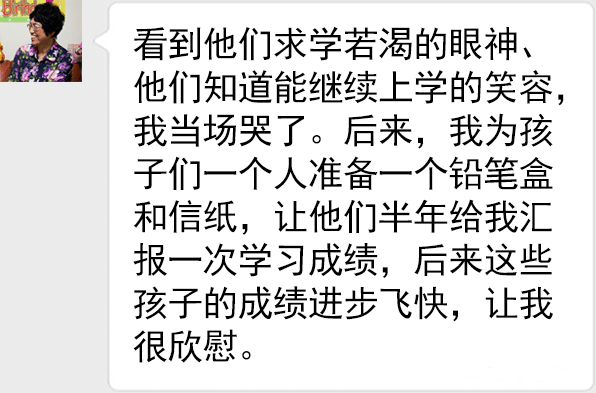 看到他们求学若渴的眼神、
他们知道能继续上学的笑容，
我当场哭了。后来，我为孩
子们一个人准备一个铅笔盒
和信纸，让他们半年给我汇
报一次学习成绩，后来这些
孩子的成绩进步飞快，让我
很欣慰。